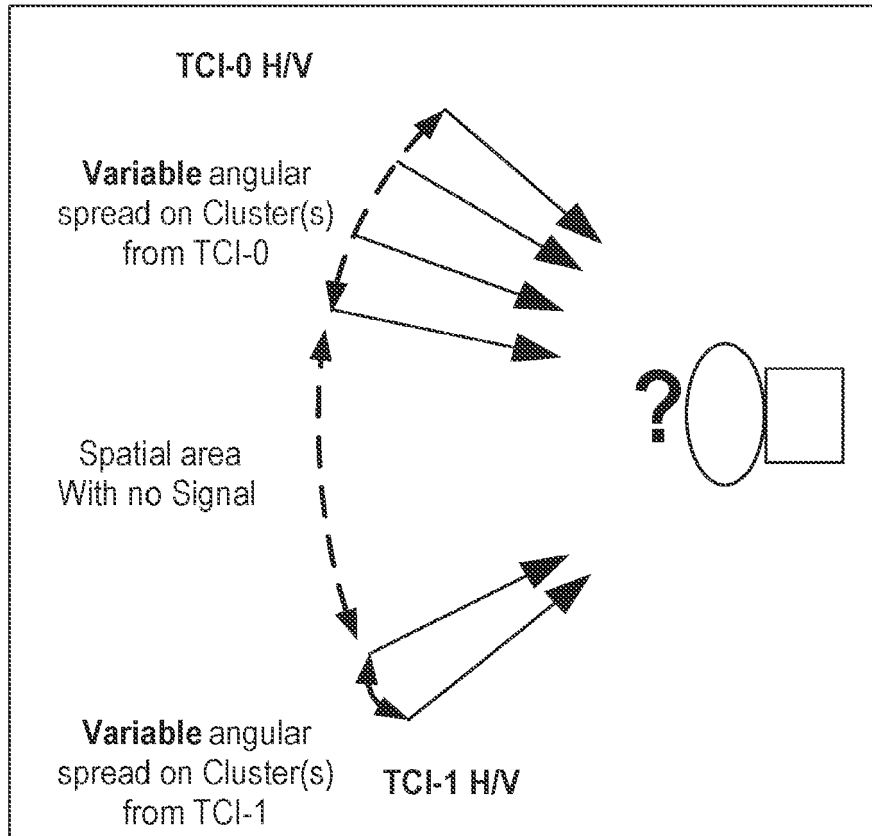 TCI-0 H/V
Variable angular
spread on Cluster(s)
from TCI-0
?
Spatial area
With no Signal
Variable angular
spread on Cluster(s)
from TCI-1
TCI-1 H/V